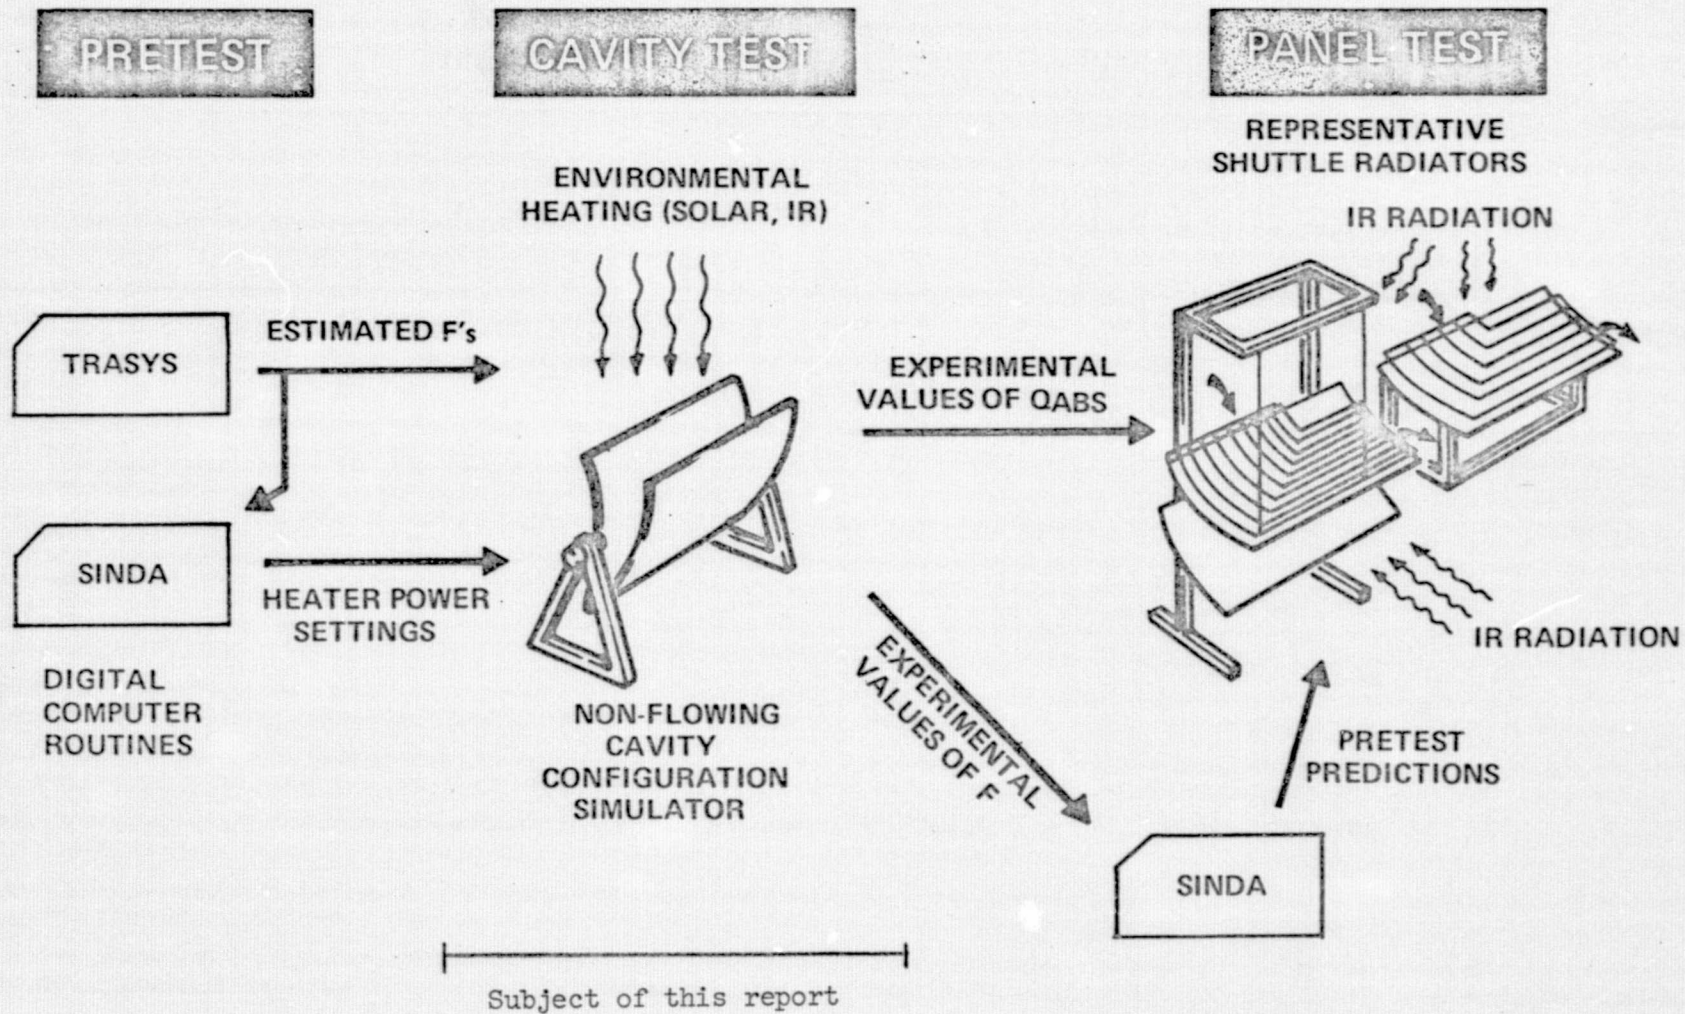 PRETEST
CAVITY TEST
PANEL TEST
REPRESENTATIVE
SHUTTLE RADIATORS
ENVIRONMENTAL
HEATING (SOLAR, IR)
IR RADIATION
TRASYS
ESTIMATED F's
EXPERIMENTAL
VALUES OF QABS
SINDA
HEATER POWER
SETTINGS
DIGITAL
COMPUTER
ROUTINES
NON-FLOWING
CAVITY
CONFIGURATION
SIMULATOR
EXPERIMENTAL
VALUES OF F
IR RADIATION
PRETEST
PREDICTIONS
SINDA
Subject of this report